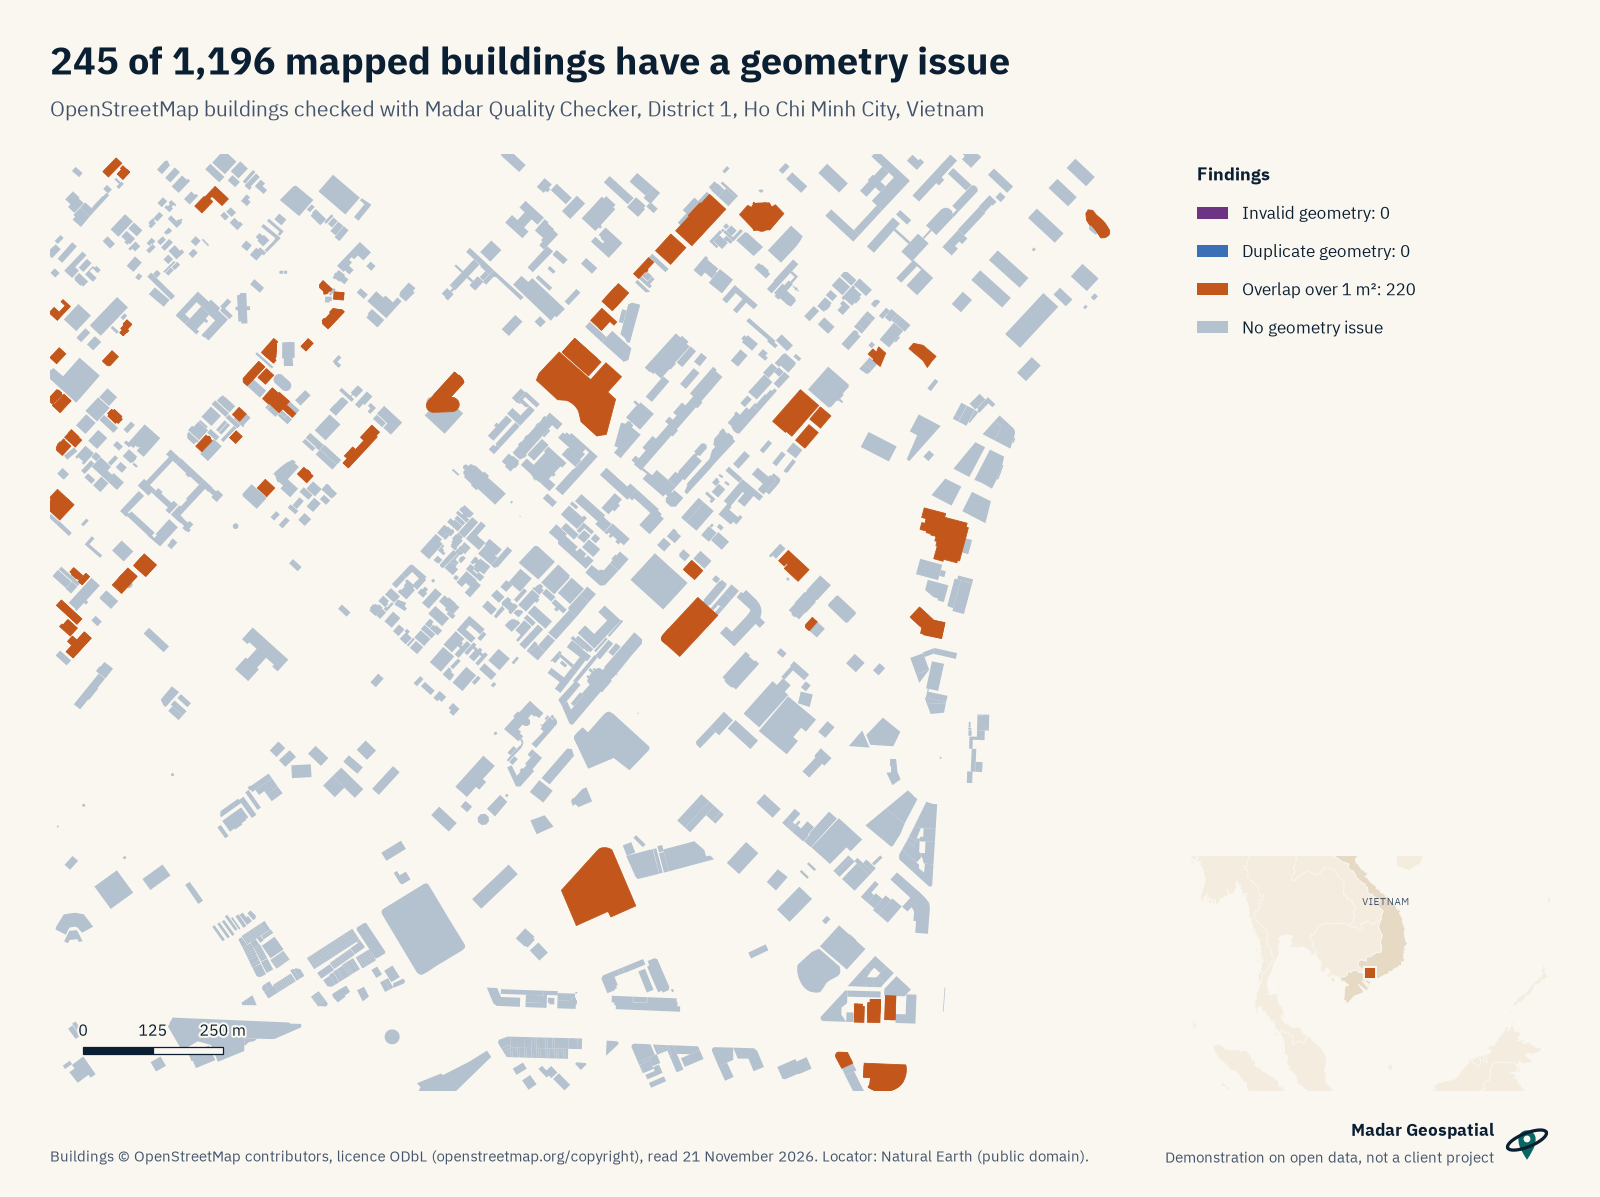 245 of 1,196 mapped buildings have a geometry issue
OpenStreetMap buildings checked with Madar Quality Checker, District 1, Ho Chi Minh City, Vietnam
Findings
Invalid geometry: 0
Duplicate geometry: 0
Overlap over 1 m²: 220
No geometry issue
VIETNAM
0 125 250 m
Madar Geospatial
Buildings © OpenStreetMap contributors, licence ODbL (openstreetmap.org/copyright), read 21 November 2026. Locator: Natural Earth (public domain).
Demonstration on open data, not a client project